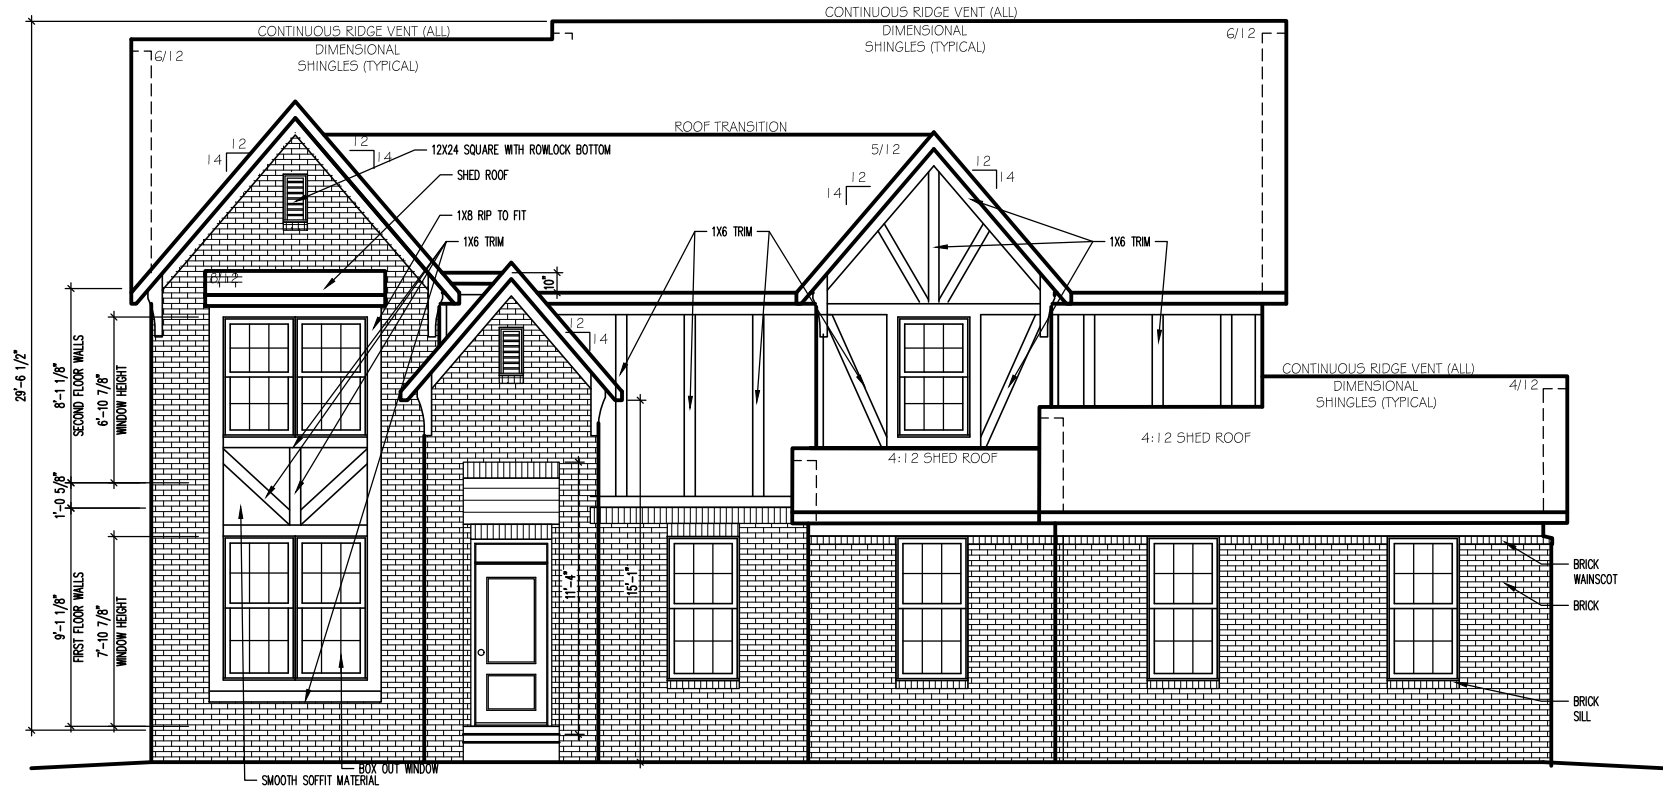 CONTINUOUS RIDGE VENT (ALL)
DIMENSIONAL
SHINGLES (TYPICAL)
6/12
CONTINUOUS RIDGE VENT (ALL)
DIMENSIONAL
SHINGLES (TYPICAL)
6/12
ROOF TRANSITION
12
14
12
14
12X24 SQUARE WITH ROWLOCK BOTTOM
SHED ROOF
1X8 RIP TO FIT
1X6 TRIM
5/12
12
14
12
14
1X6 TRIM
1X6 TRIM
10"
12
14
29'-6 1/2"
8'-1 1/8"
SECOND FLOOR WALLS
6'-10 7/8"
WINDOW HEIGHT
1'-0 5/8"
9'-1 1/8"
FIRST FLOOR WALLS
7'-10 7/8"
WINDOW HEIGHT
CONTINUOUS RIDGE VENT (ALL)
DIMENSIONAL
SHINGLES (TYPICAL)
4/12
4:12 SHED ROOF
4:12 SHED ROOF
11'-4"
15'-1"
BRICK
WAINSCOT
BRICK
BRICK
SILL
BOX OUT WINDOW
SMOOTH SOFFIT MATERIAL